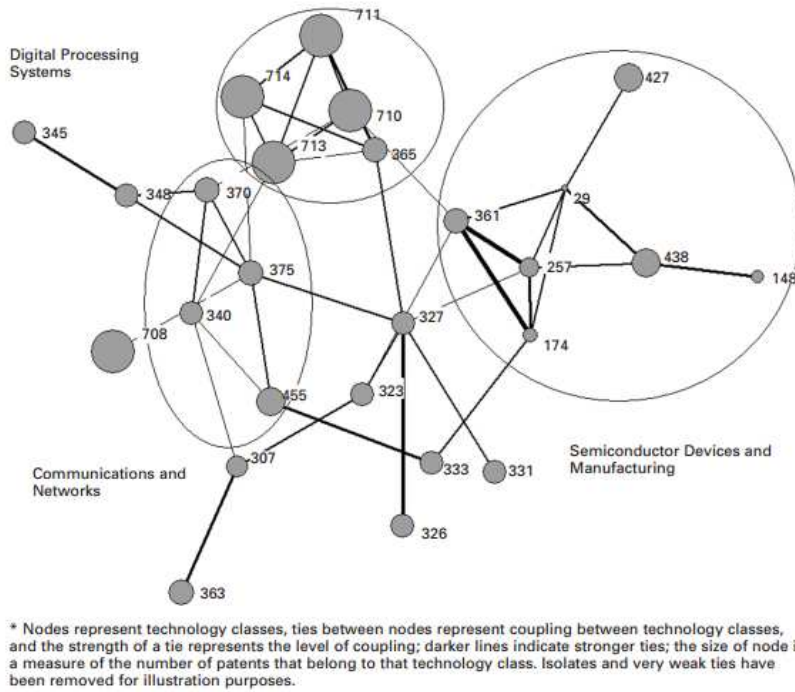 711
Digital Processing
Systems
714
427
710
345
713
365
348
370
29
361
375
257
438
148
340
327
708
174
455
323
Semiconductor Devices and
Manufacturing
307
333
331
Communications and
Networks
326
363
* Nodes represent technology classes, ties between nodes represent coupling between technology classes,
and the strength of a tie represents the level of coupling; darker lines indicate stronger ties; the size of node i
a measure of the number of patents that belong to that technology class. Isolates and very weak ties have
been removed for illustration purposes.